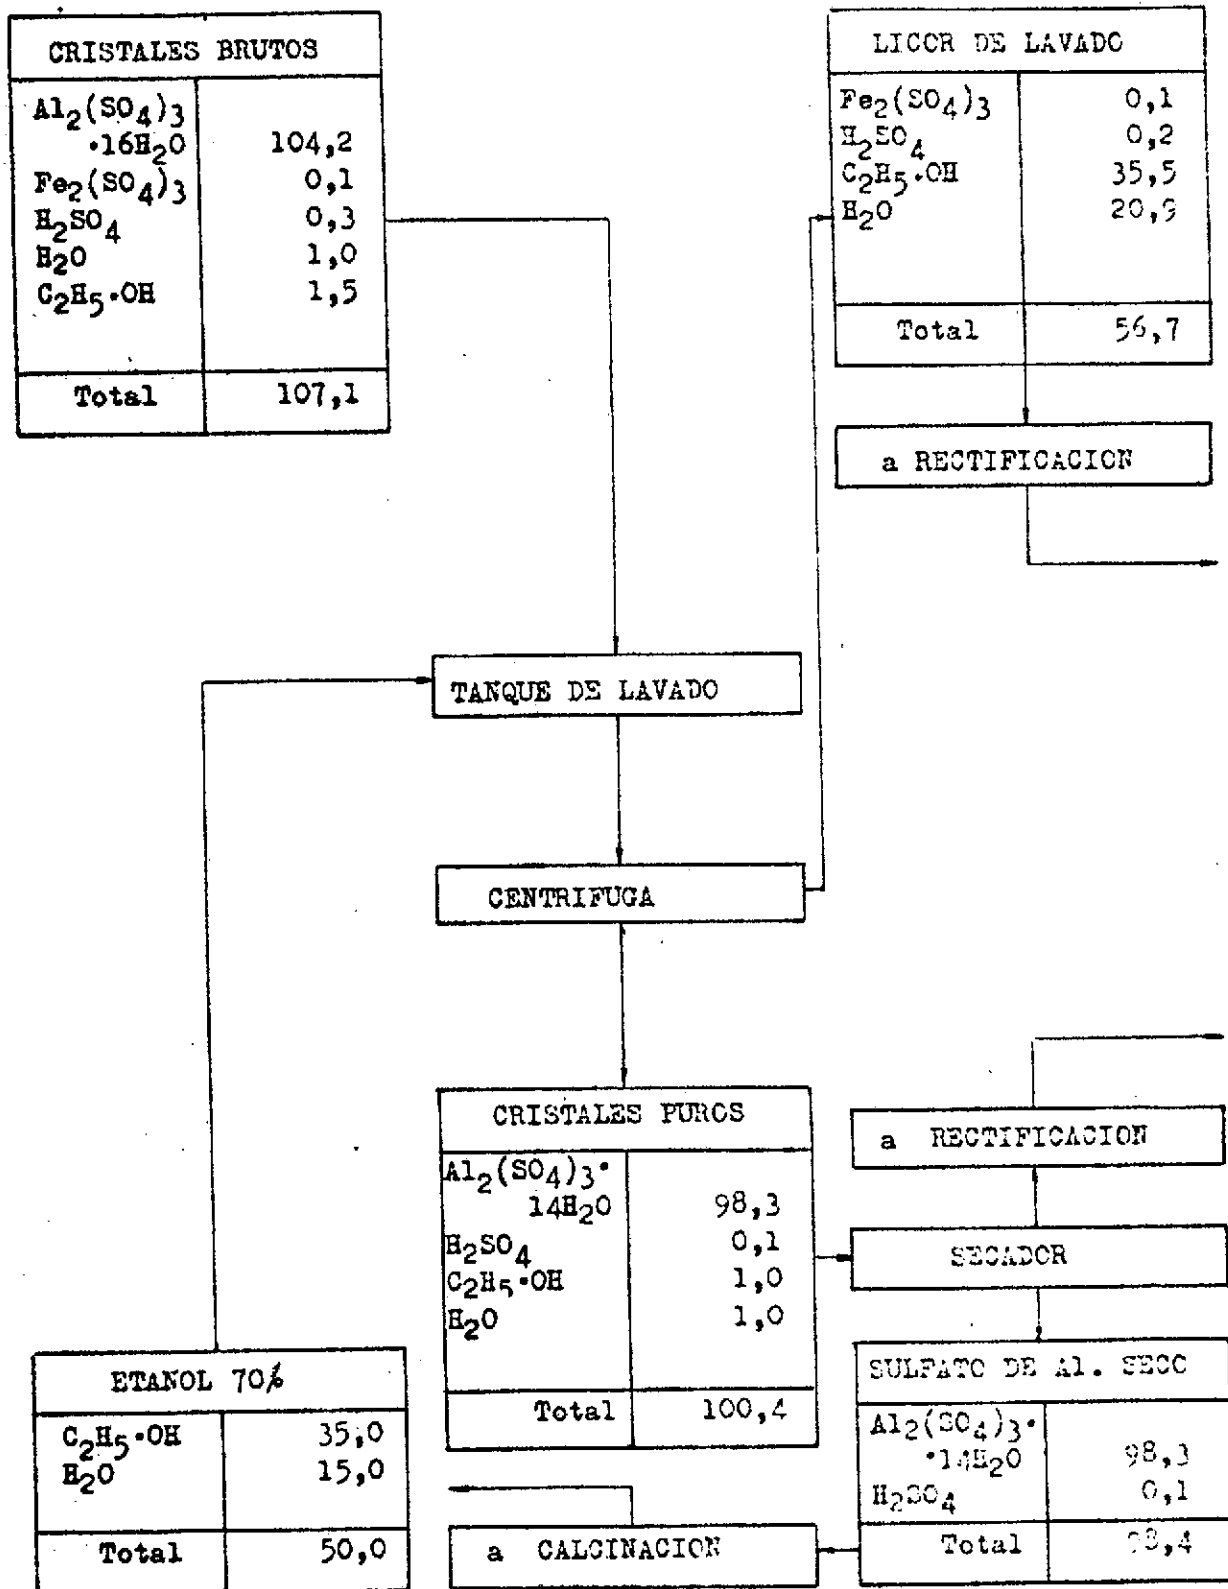 CRISTALES BRUTOS
Al2(SO4)3
·16H2O 104,2
Fe2(SO4)3 0,1
H2SO4 0,3
H2O 1,0
C2H5·OH 1,5
Total 107,1
LICOR DE LAVADO
Fe2(SO4)3 0,1
H2SO4 0,2
C2H5·OH 35,5
H2O 20,9
Total 56,7
a RECTIFICACION
TANQUE DE LAVADO
CENTRIFUGA
CRISTALES PUROS
Al2(SO4)3·
14H2O 98,3
H2SO4 0,1
C2H5·OH 1,0
H2O 1,0
Total 100,4
a RECTIFICACION
SECADOR
SULFATO DE Al. SECO
Al2(SO4)3·
·14H2O 98,3
H2SO4 0,1
Total 98,4
ETANOL 70%
C2H5·OH 35,0
H2O 15,0
Total 50,0
a CALCINACION